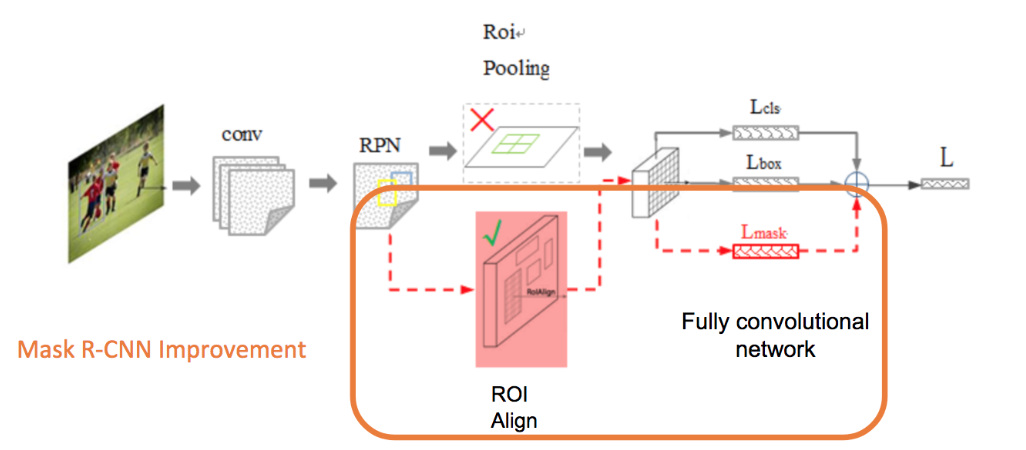 Roi↵
Pooling
conv
RPN
Lcls
Lbox
L
Lmask
RoIAlign
Mask R-CNN Improvement
Fully convolutional
network
ROI
Align